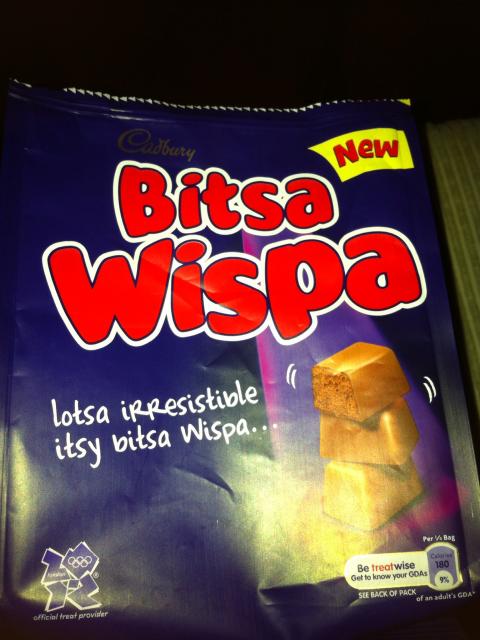 Cadbury
New
Bitsa
Wispa
lotsa irresistible
itsy bitsa Wispa...
london
official treat provider
Be treatwise
Get to know your GDAs
SEE BACK OF PACK
Per ⅓ Bag
Calories
180
9%
of an adult's GDA*